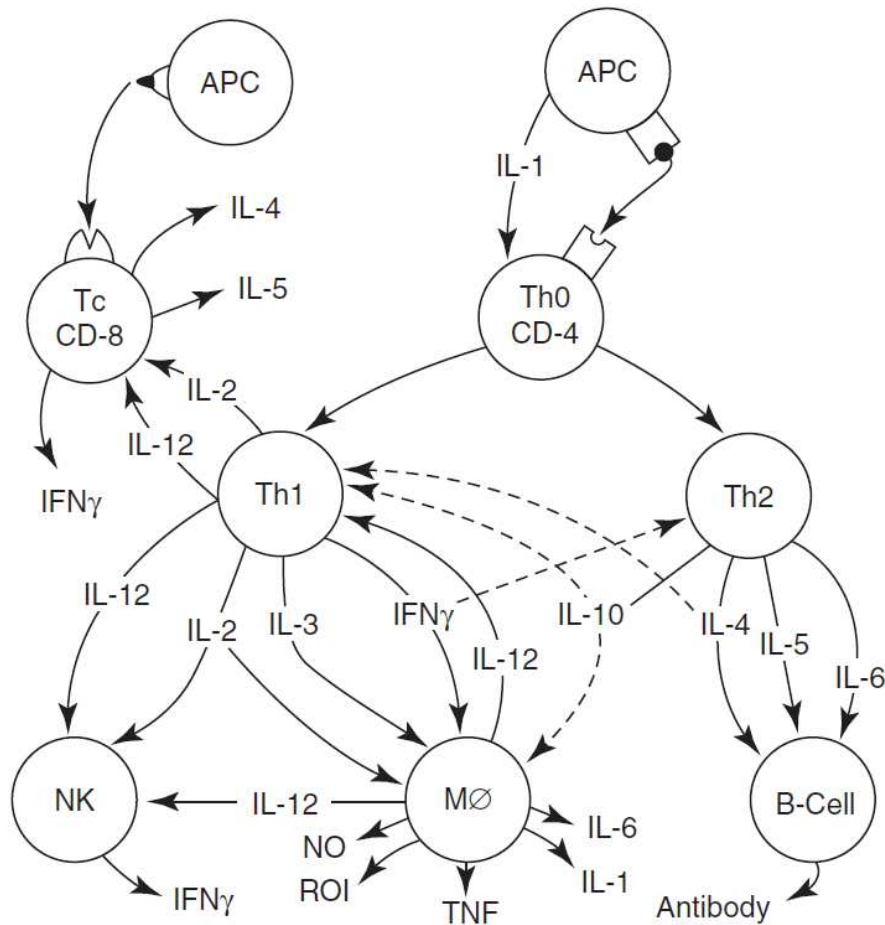 APC
APC
IL-1
IL-4
IL-5
Tc
CD-8
Th0
CD-4
IL-2
IL-12
IFNγ
Th1
Th2
IL-12
IL-2
IL-3
IFNγ
IL-10
IL-4
IL-5
IL-12
IL-6
NK
IL-12
MØ
B-Cell
NO
IL-6
ROI
IL-1
IFNγ
TNF
Antibody